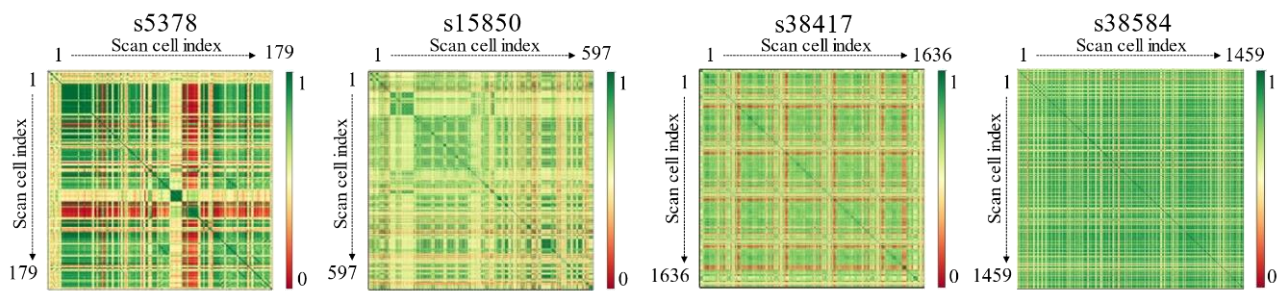 s5378
Scan cell index
1 179
1
Scan cell index
179
1
0
s15850
Scan cell index
1 597
1
Scan cell index
597
1
0
s38417
Scan cell index
1 1636
1
Scan cell index
1636
1
0
s38584
Scan cell index
1 1459
1
Scan cell index
1459
1
0